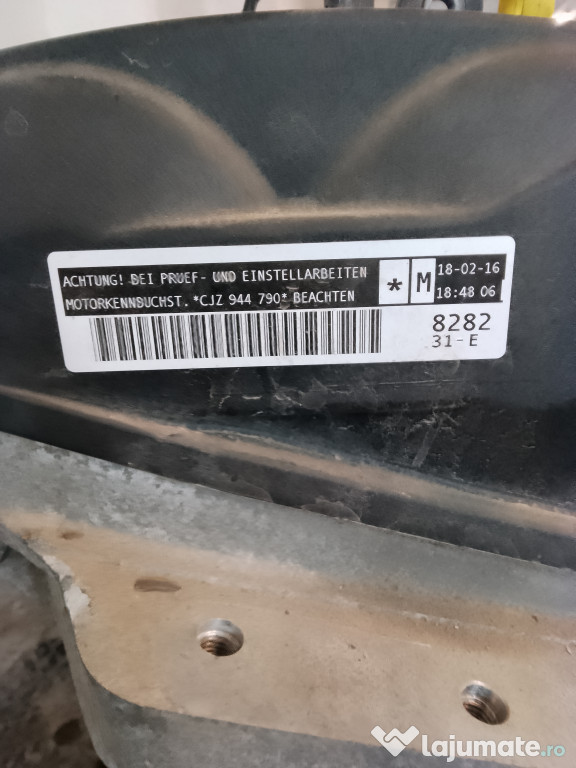 ACHTUNG! BEI PRUEF- UND EINSTELLARBEITEN
MOTORKENNBUCHST. *CJZ 944 790* BEACHTEN
* M
18-02-16
18:48 06
8282
31-E
lajumate.ro